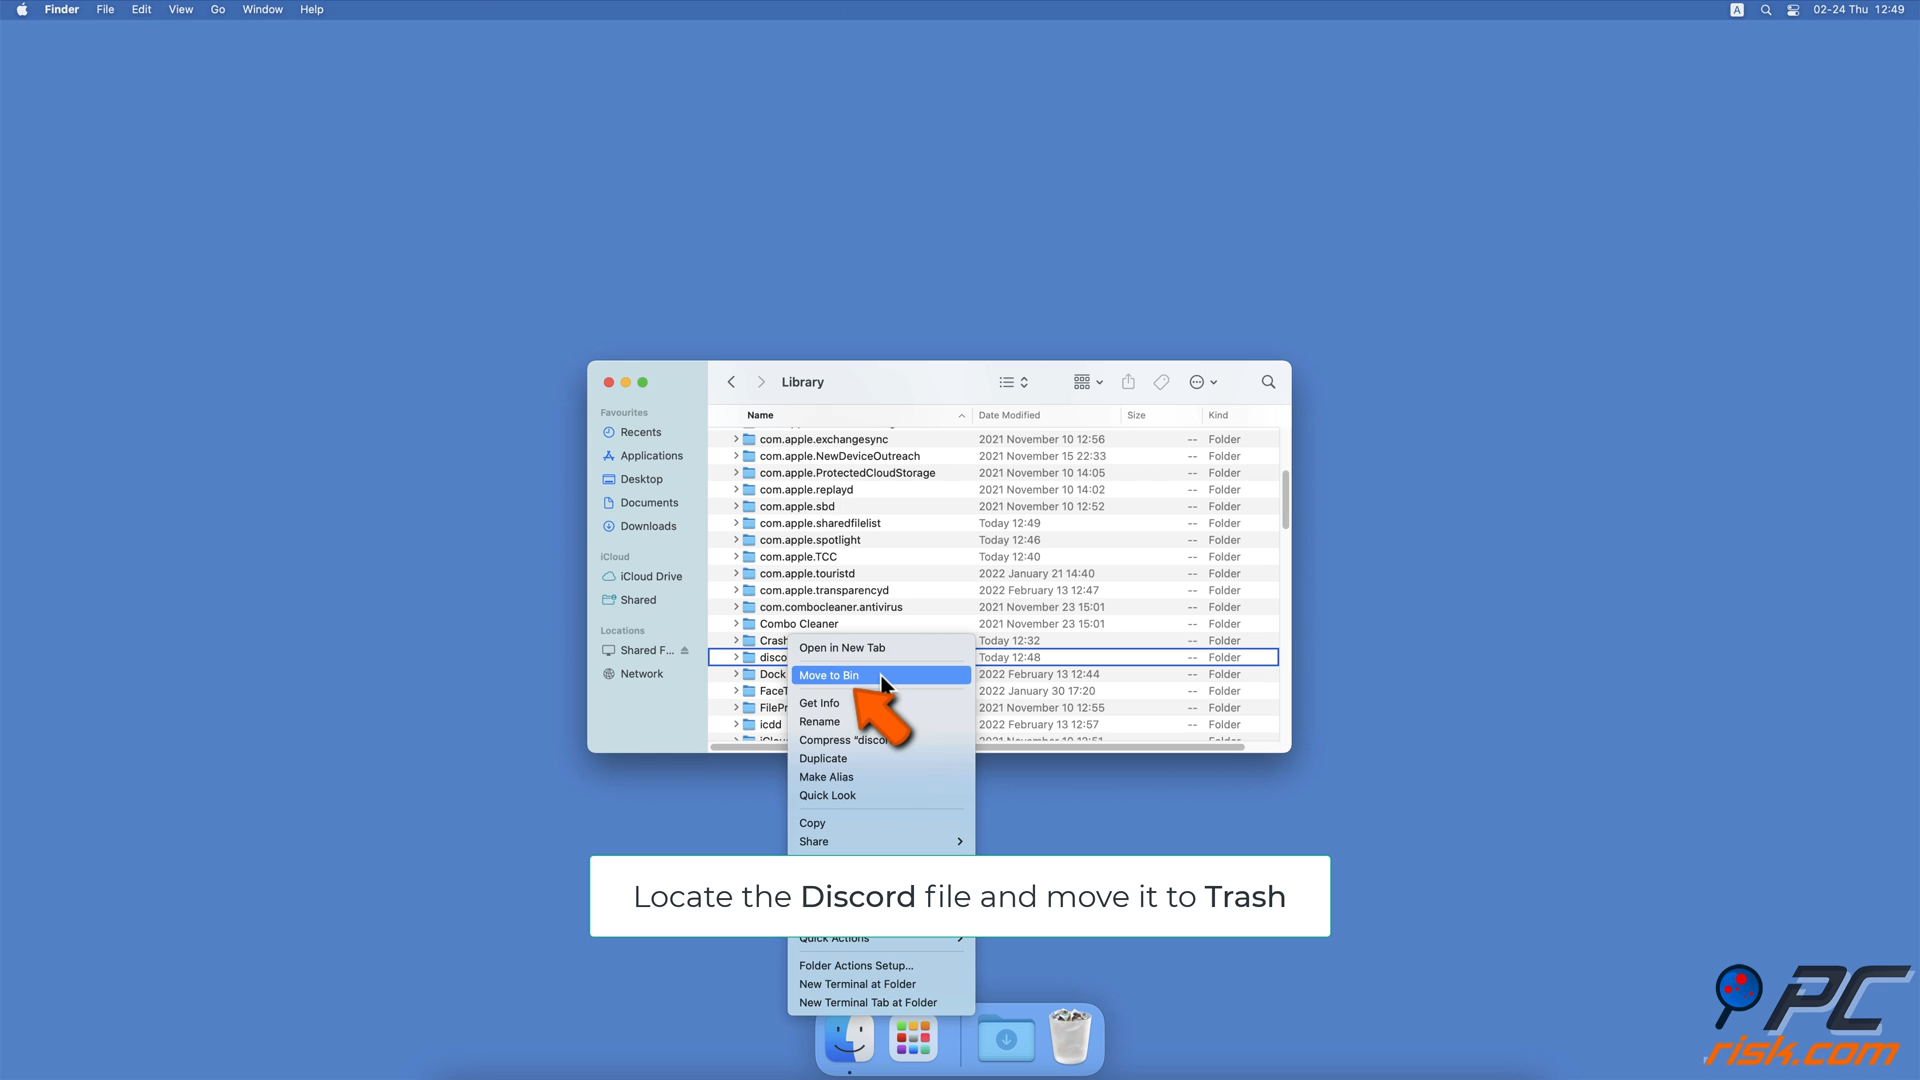 Finder File Edit View Go Window Help
A 02-24 Thu 12:49
Library
Favourites
Recents
Applications
Desktop
Documents
Downloads
iCloud
iCloud Drive
Shared
Locations
Shared F...
Network
Name Date Modified Size Kind
com.apple.exchangesync 2021 November 10 12:56 -- Folder
com.apple.NewDeviceOutreach 2021 November 15 22:33 -- Folder
com.apple.ProtectedCloudStorage 2021 November 10 14:05 -- Folder
com.apple.replayd 2021 November 10 14:02 -- Folder
com.apple.sbd 2021 November 10 12:52 -- Folder
com.apple.sharedfilelist Today 12:49 -- Folder
com.apple.spotlight Today 12:46 -- Folder
com.apple.TCC Today 12:40 -- Folder
com.apple.touristd 2022 January 21 14:40 -- Folder
com.apple.transparencyd 2022 February 13 12:47 -- Folder
com.combocleaner.antivirus 2021 November 23 15:01 -- Folder
Combo Cleaner 2021 November 23 15:01 -- Folder
Crash Today 12:32 -- Folder
disco Today 12:48 -- Folder
Dock 2022 February 13 12:44 -- Folder
FaceT 2022 January 30 17:20 -- Folder
FilePr 2021 November 10 12:55 -- Folder
icdd 2022 February 13 12:57 -- Folder
Open in New Tab
Move to Bin
Get Info
Rename
Compress "discor
Duplicate
Make Alias
Quick Look
Copy
Share
Locate the Discord file and move it to Trash
Quick Actions
Folder Actions Setup...
New Terminal at Folder
New Terminal Tab at Folder
PC
risk.com